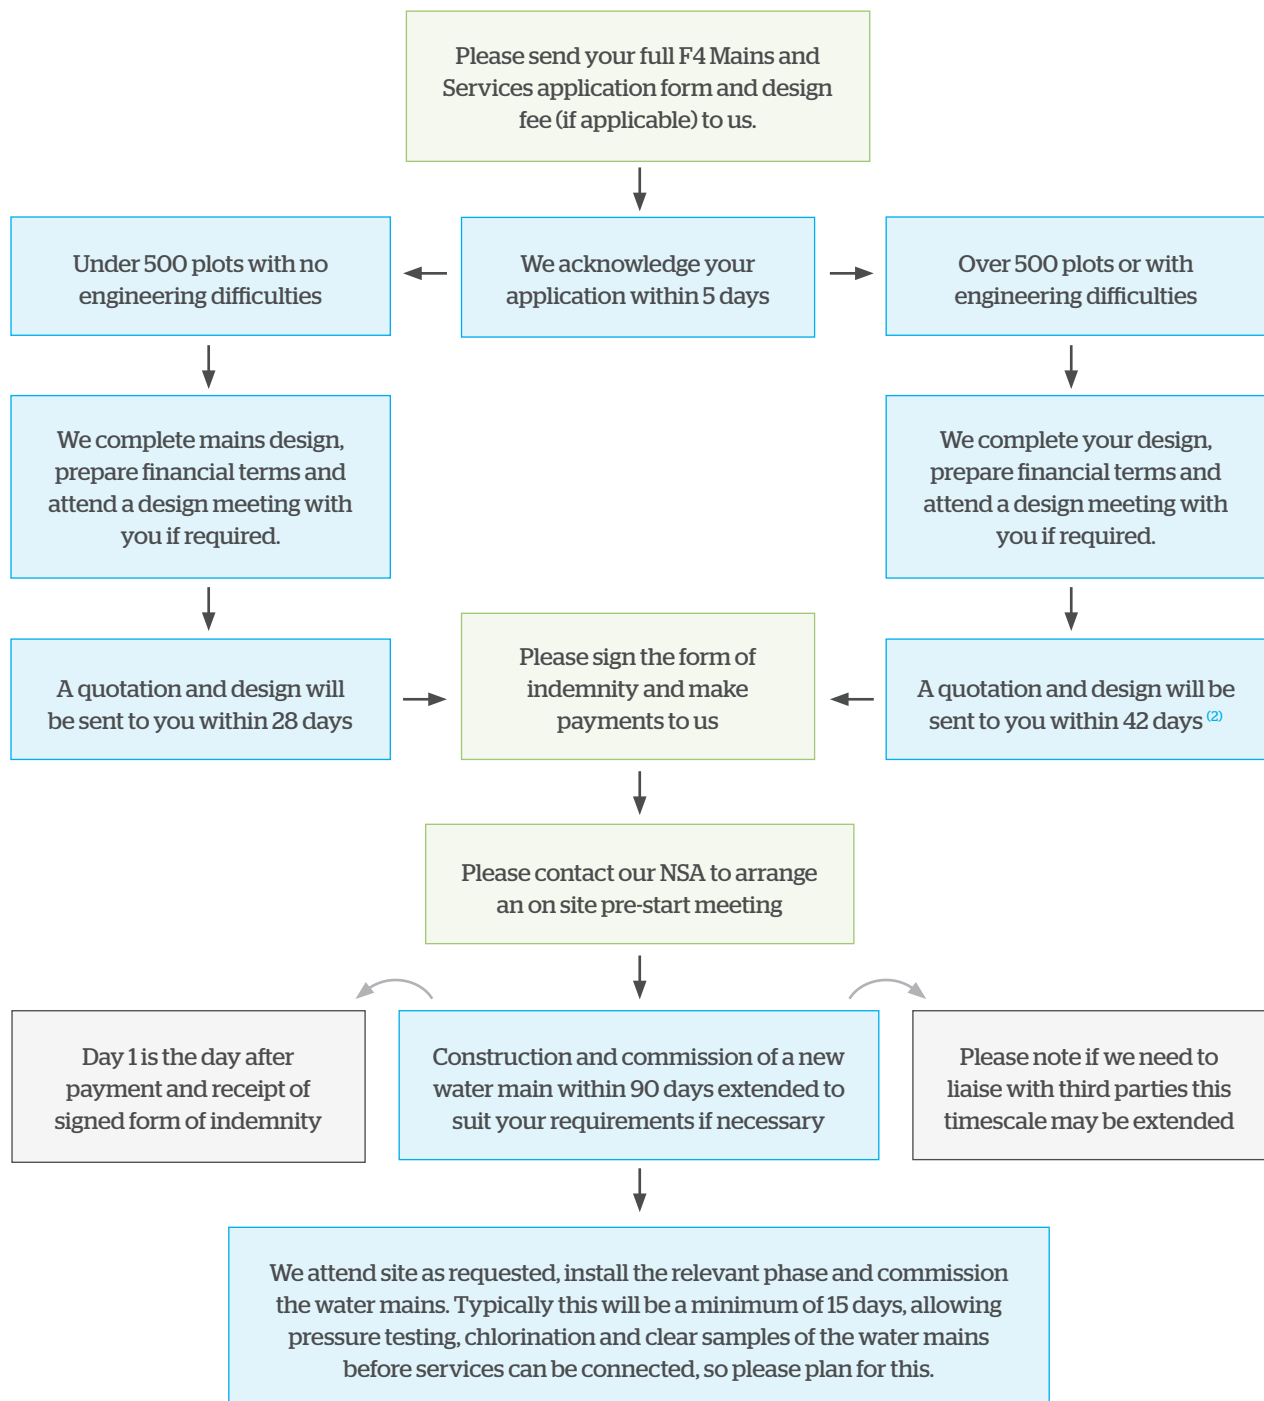 Please send your full F4 Mains and
Services application form and design
fee (if applicable) to us.
Under 500 plots with no
engineering difficulties
We acknowledge your
application within 5 days
Over 500 plots or with
engineering difficulties
We complete mains design,
prepare financial terms and
attend a design meeting with
you if required.
We complete your design,
prepare financial terms and
attend a design meeting with
you if required.
A quotation and design will
be sent to you within 28 days
Please sign the form of
indemnity and make
payments to us
A quotation and design will be
sent to you within 42 days (2)
Please contact our NSA to arrange
an on site pre-start meeting
Day 1 is the day after
payment and receipt of
signed form of indemnity
Construction and commission of a new
water main within 90 days extended to
suit your requirements if necessary
Please note if we need to
liaise with third parties this
timescale may be extended
We attend site as requested, install the relevant phase and commission
the water mains. Typically this will be a minimum of 15 days, allowing
pressure testing, chlorination and clear samples of the water mains
before services can be connected, so please plan for this.